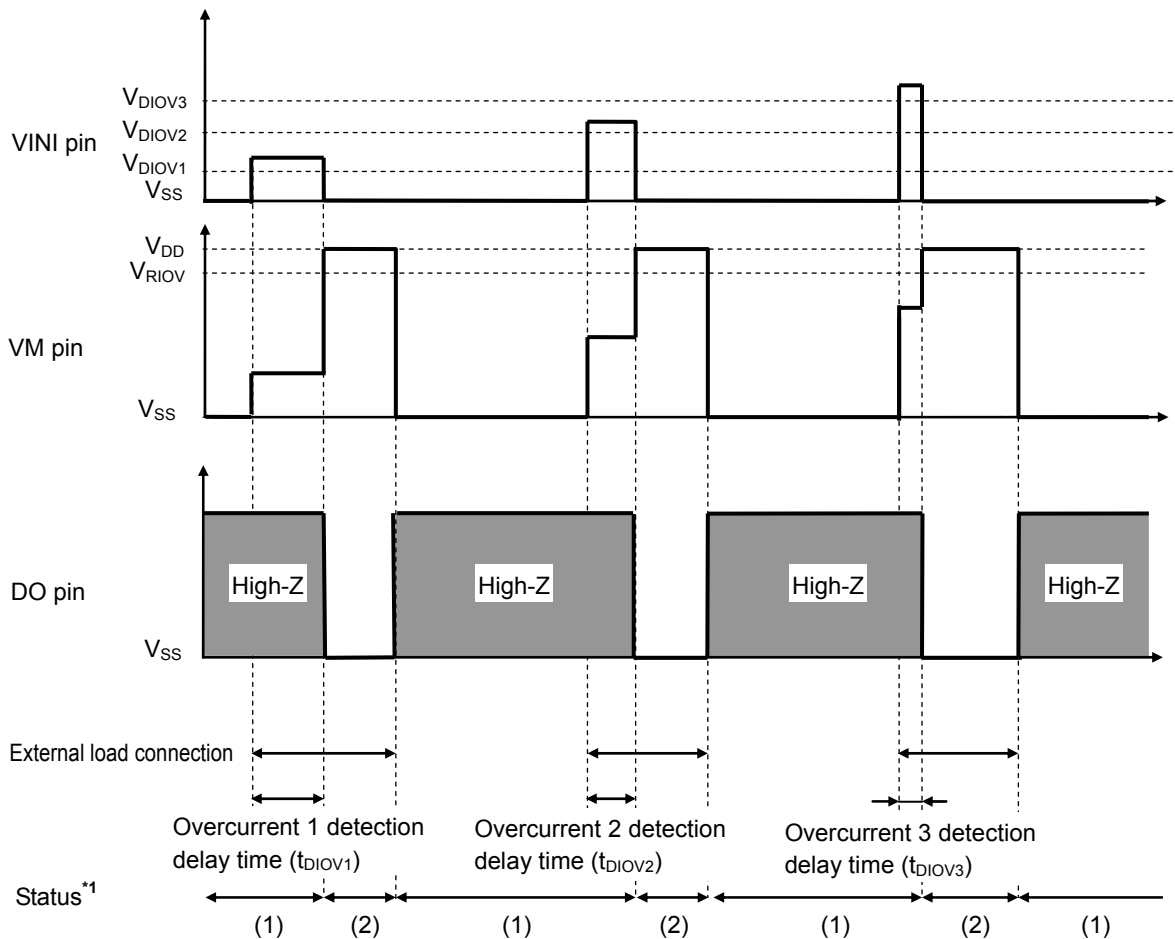 VINI pin
VDIOV3
VDIOV2
VDIOV1
VSS
VM pin
VDD
VRIOV
VSS
DO pin
High-Z
High-Z
High-Z
High-Z
VSS
External load connection
Overcurrent 1 detection
delay time (tDIOV1)
Overcurrent 2 detection
delay time (tDIOV2)
Overcurrent 3 detection
delay time (tDIOV3)
Status*1
(1)
(2)
(1)
(2)
(1)
(2)
(1)